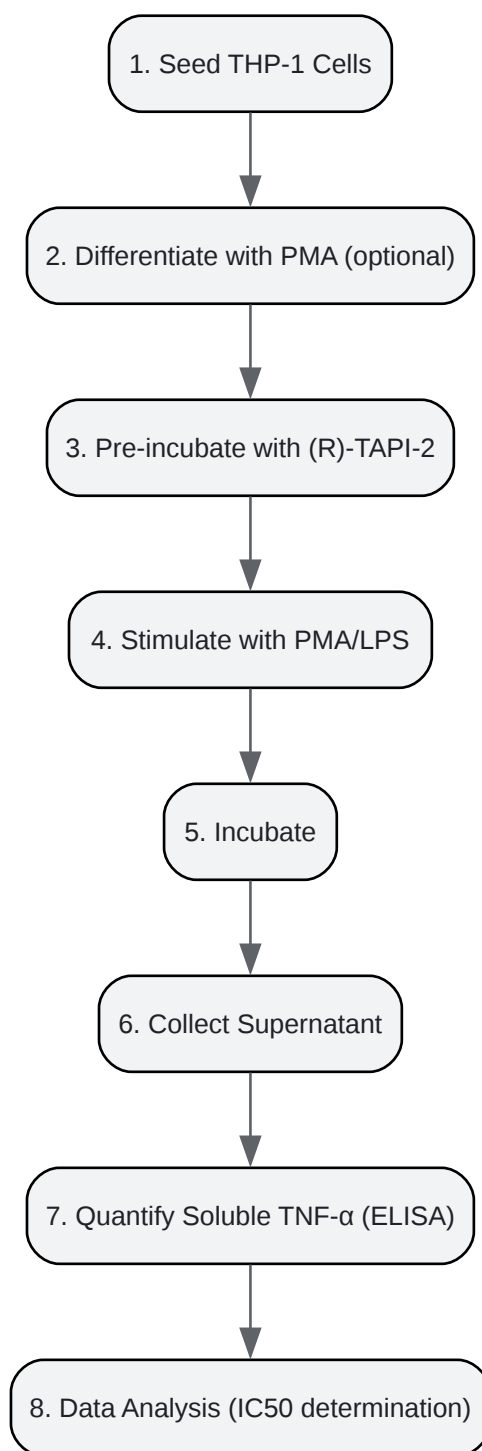 1. Seed THP-1 Cells
2. Differentiate with PMA (optional)
3. Pre-incubate with (R)-TAPI-2
4. Stimulate with PMA/LPS
5. Incubate
6. Collect Supernatant
7. Quantify Soluble TNF-α (ELISA)
8. Data Analysis (IC50 determination)